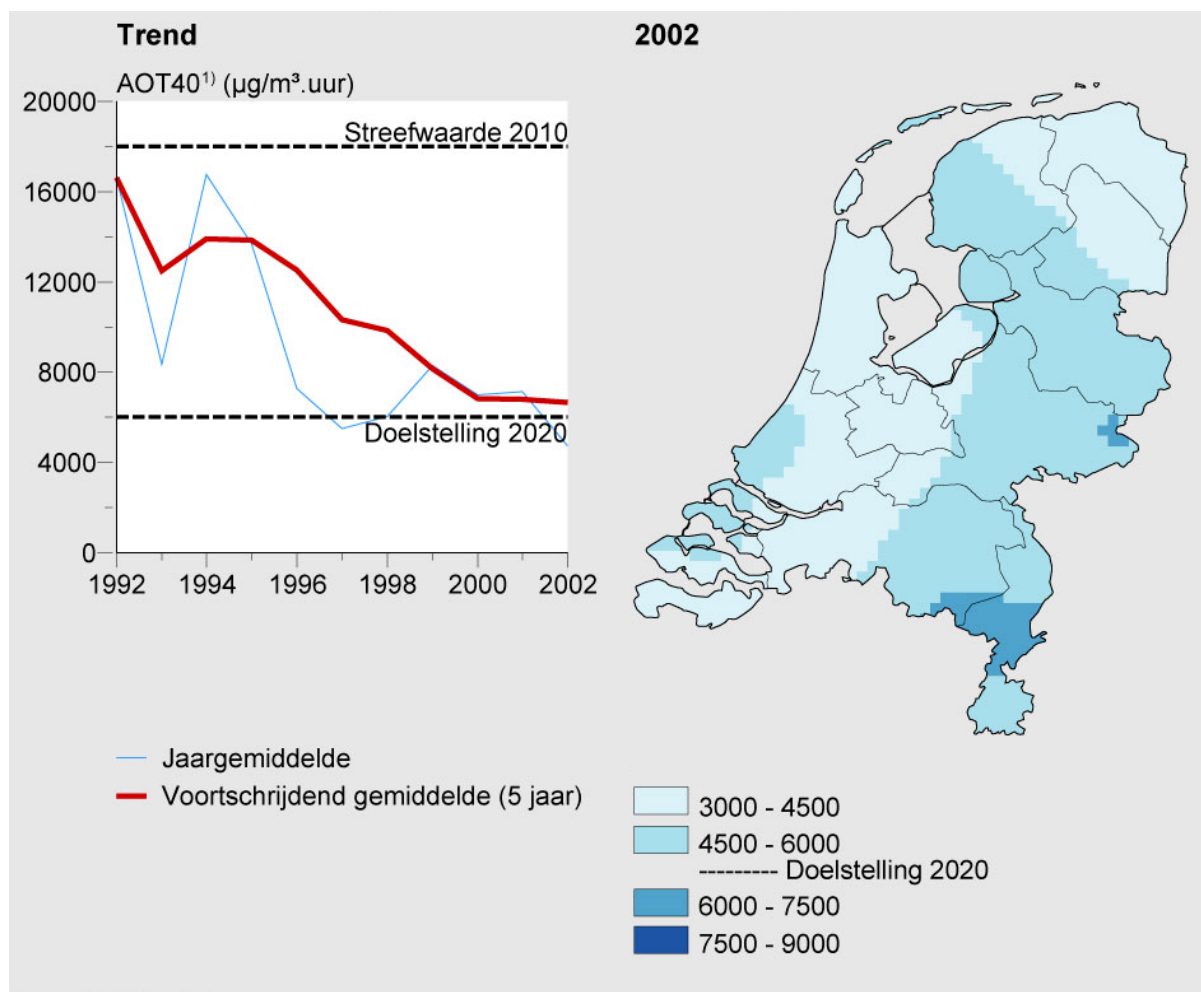 Trend
AOT40¹⁾ (µg/m³.uur)
20000
16000
12000
8000
4000
0
Streefwaarde 2010
Doelstelling 2020
1992 1994 1996 1998 2000 2002
Jaargemiddelde
Voortschrijdend gemiddelde (5 jaar)
2002
3000 - 4500
4500 - 6000
--------- Doelstelling 2020
6000 - 7500
7500 - 9000